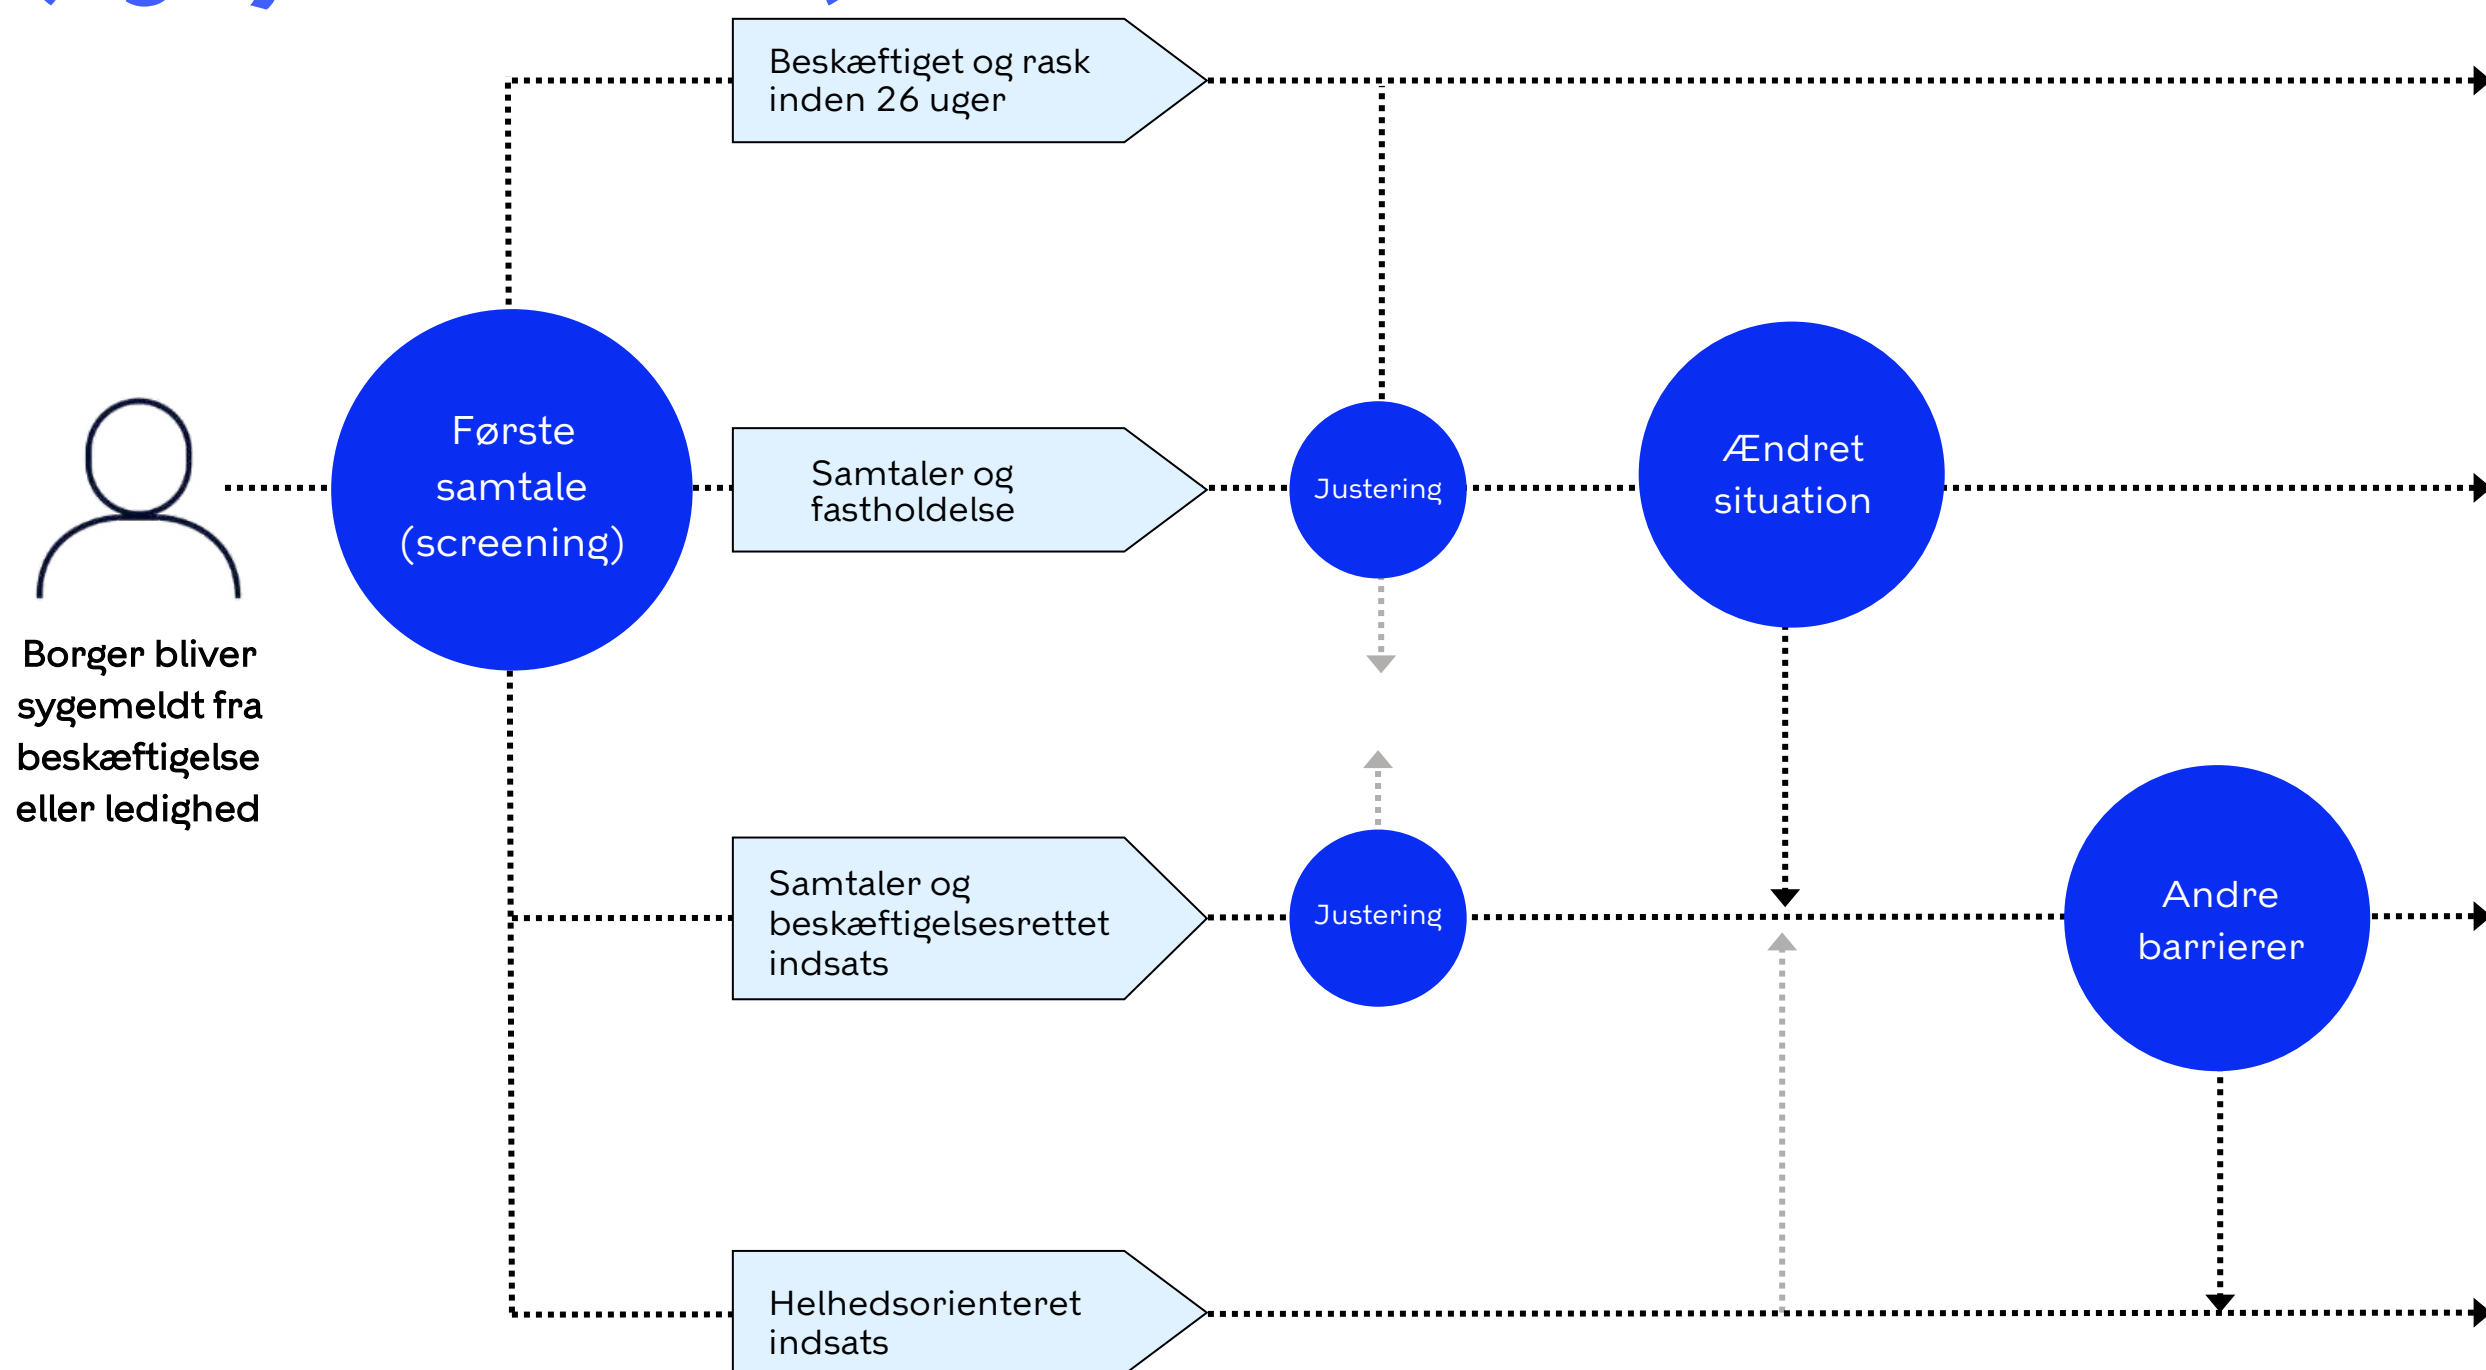 Beskæftiget og rask
inden 26 uger
Første
samtale
(screening)
Samtaler og
fastholdelse
Justering
Ændret
situation
Borger bliver
sygemeldt fra
beskæftigelse
eller ledighed
Samtaler og
beskæftigelsesrettet
indsats
Justering
Andre
barrierer
Helhedsorienteret
indsats